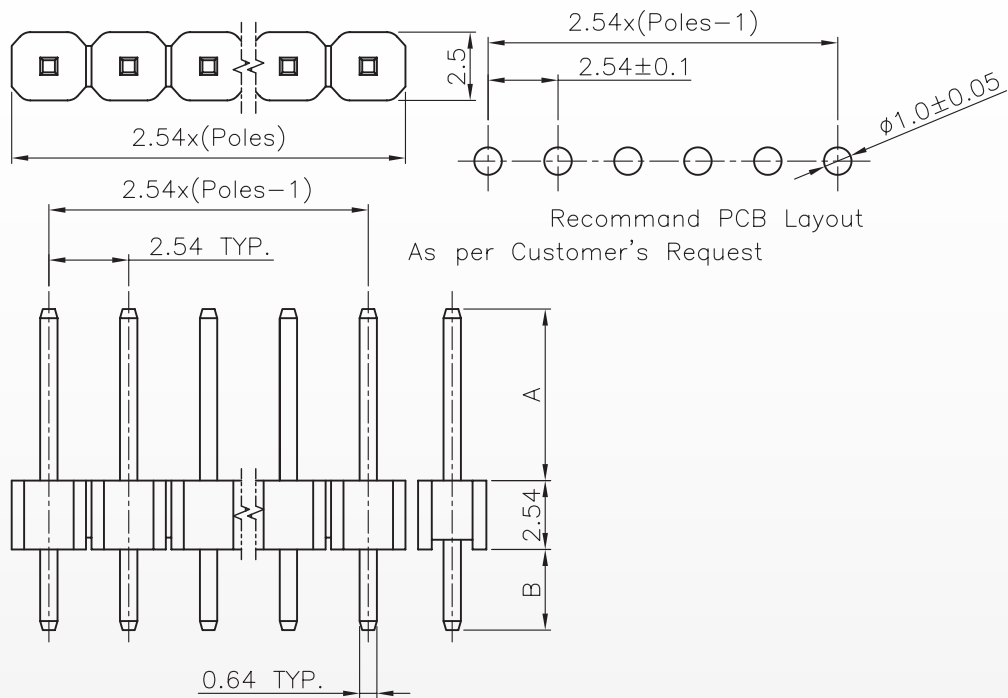 2.54x(Poles-1)
2.54±0.1
2.5
ø1.0±0.05
2.54x(Poles)
2.54x(Poles-1)
Recommand PCB Layout
2.54 TYP.
As per Customer's Request
A
2.54
B
0.64 TYP.